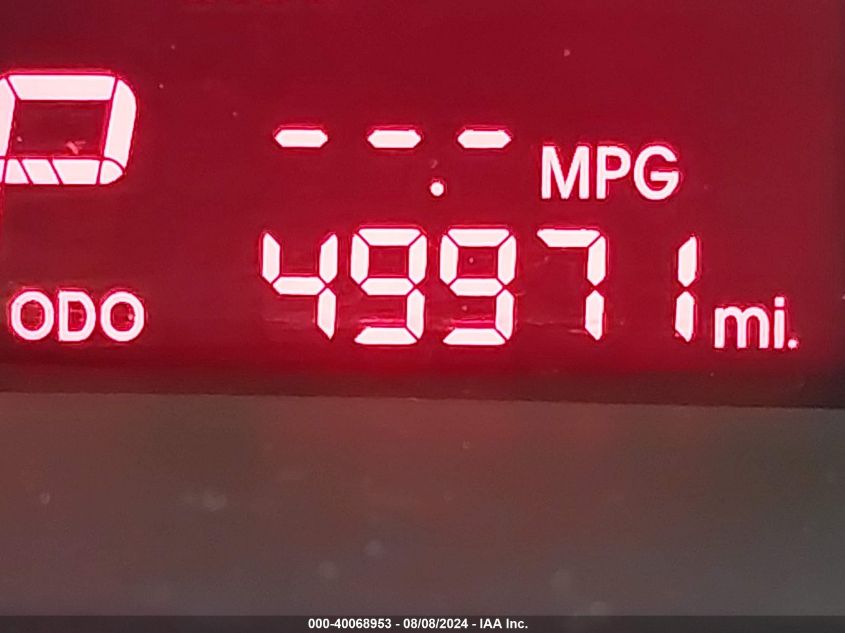 P
--.- MPG
ODO 49971 mi.
000-40068953 - 08/08/2024 - IAA Inc.